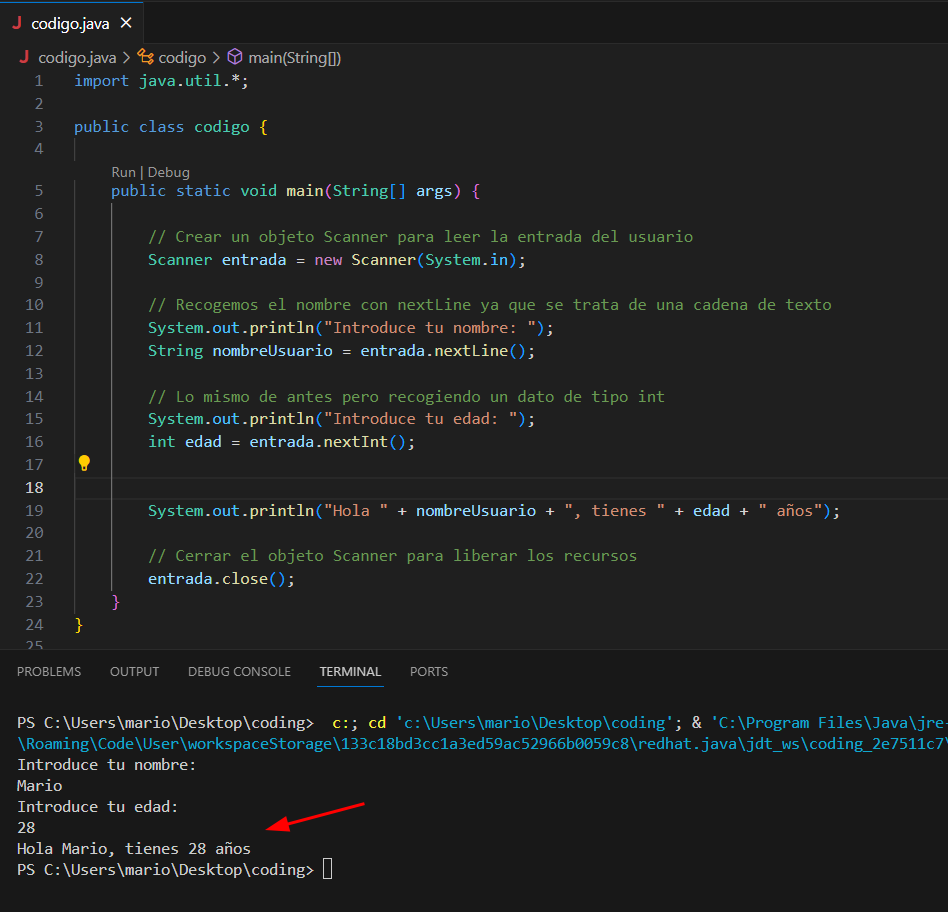 J codigo.java ×
J codigo.java > codigo > main(String[])
1 import java.util.*;
2
3 public class codigo {
4
Run | Debug
5 public static void main(String[] args) {
6
7 // Crear un objeto Scanner para leer la entrada del usuario
8 Scanner entrada = new Scanner(System.in);
9
10 // Recogemos el nombre con nextLine ya que se trata de una cadena de texto
11 System.out.println("Introduce tu nombre: ");
12 String nombreUsuario = entrada.nextLine();
13
14 // Lo mismo de antes pero recogiendo un dato de tipo int
15 System.out.println("Introduce tu edad: ");
16 int edad = entrada.nextInt();
17
18
19 System.out.println("Hola " + nombreUsuario + ", tienes " + edad + " años");
20
21 // Cerrar el objeto Scanner para liberar los recursos
22 entrada.close();
23 }
24 }
25
PROBLEMS OUTPUT DEBUG CONSOLE TERMINAL PORTS
PS C:\Users\mario\Desktop\coding> c:; cd 'c:\Users\mario\Desktop\coding'; & 'C:\Program Files\Java\jre-
\Roaming\Code\User\workspaceStorage\133c18bd3cc1a3ed59ac52966b0059c8\redhat.java\jdt_ws\coding_2e7511c7\
Introduce tu nombre:
Mario
Introduce tu edad:
28
Hola Mario, tienes 28 años
PS C:\Users\mario\Desktop\coding>